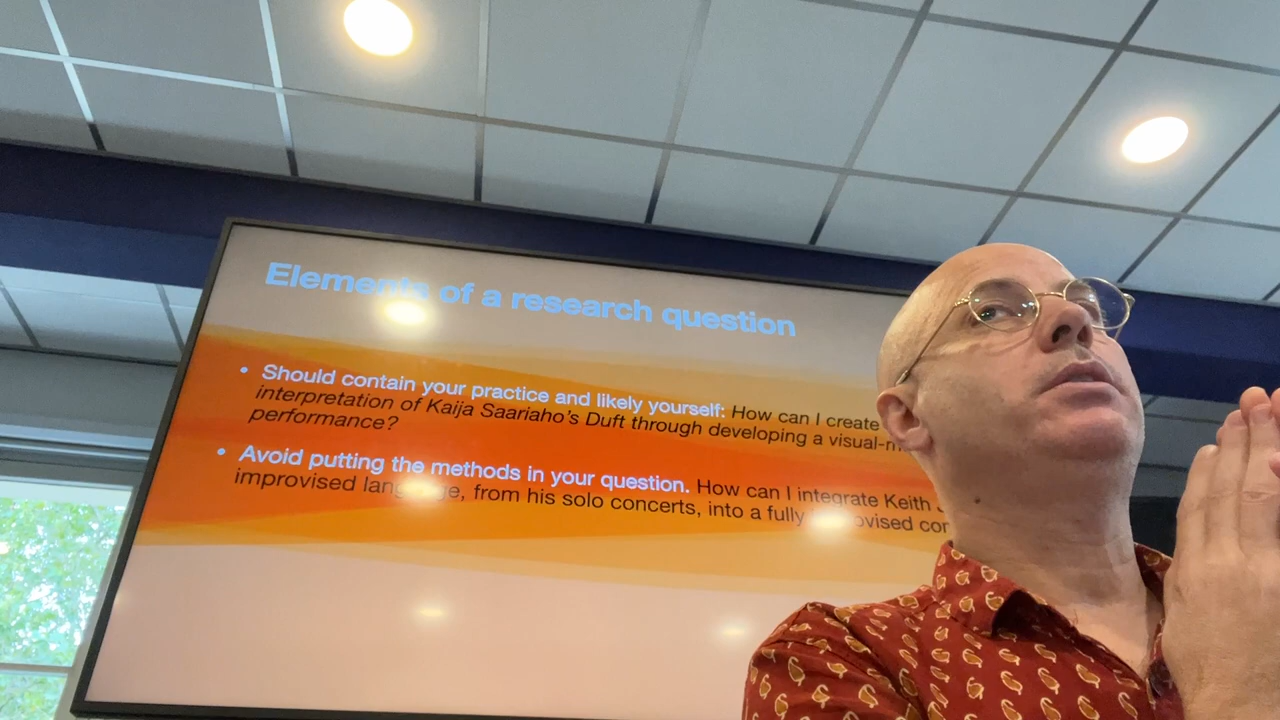 Elements of a research question
• Should contain your practice and likely yourself: How can I create
interpretation of Kaija Saariaho's Duft through developing a visual-m
performance?
• Avoid putting the methods in your question. How can I integrate Keith
improvised language, from his solo concerts, into a fully improvised con